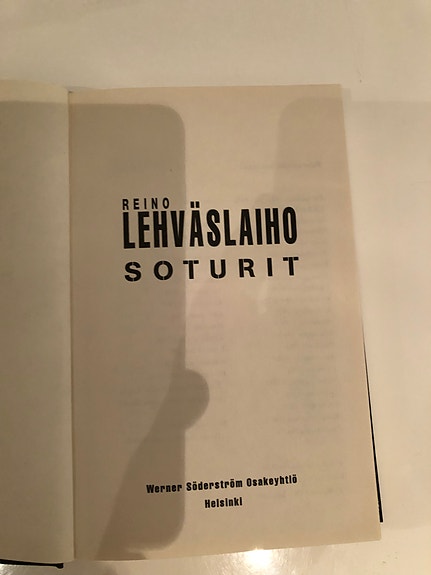 REINO
LEHVÄSLAIHO
SOTURIT
Werner Söderström Osakeyhtiö
Helsinki